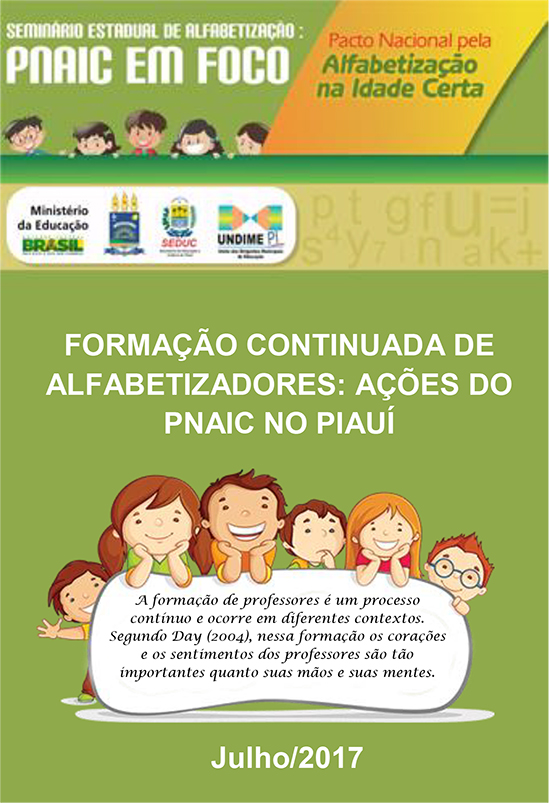 SEMINÁRIO ESTADUAL DE ALFABETIZAÇÃO :
PNAIC EM FOCO
Pacto Nacional pela
Alfabetização
na Idade Certa
Ministério
da Educação
BRASIL
SEDUC
UNDIME PI
FORMAÇÃO CONTINUADA DE
ALFABETIZADORES: AÇÕES DO
PNAIC NO PIAUÍ
A formação de professores é um processo
contínuo e ocorre em diferentes contextos.
Segundo Day (2004), nessa formação os corações
e os sentimentos dos professores são tão
importantes quanto suas mãos e suas mentes.
Julho/2017